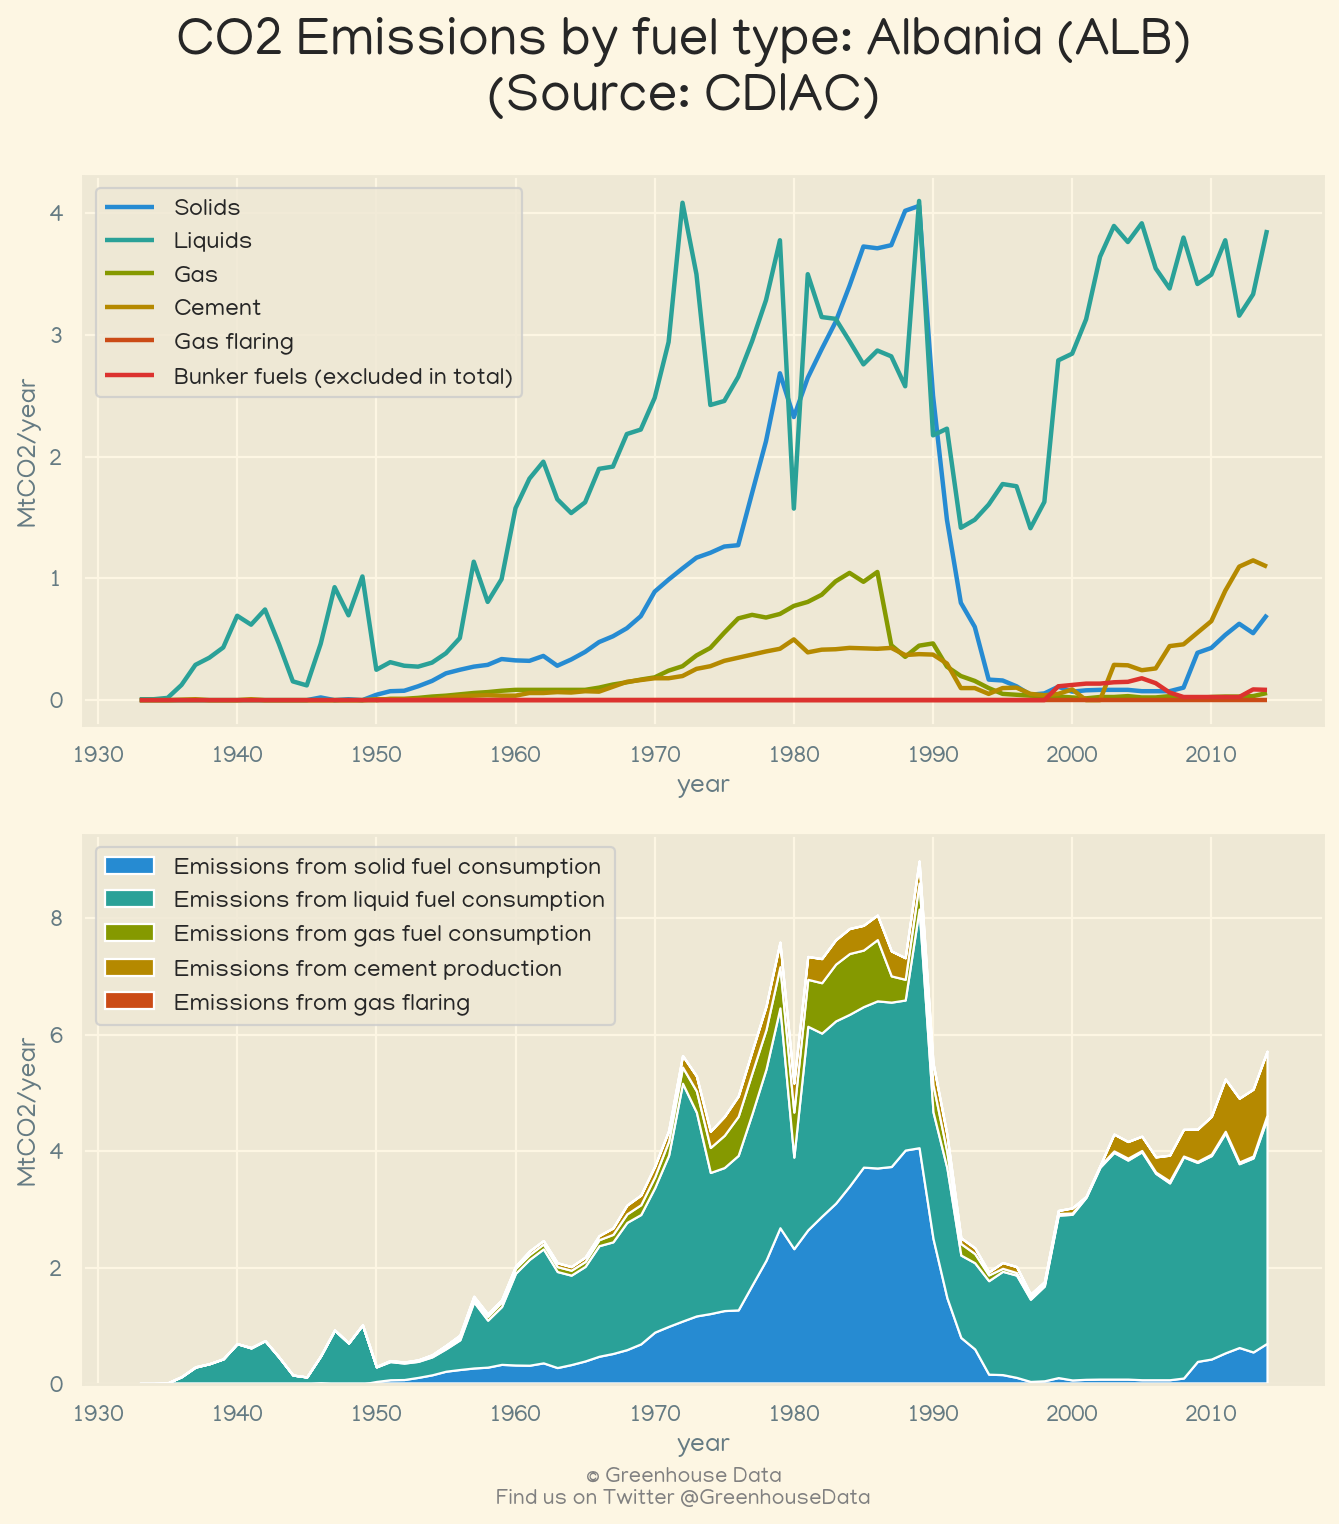 CO2 Emissions by fuel type: Albania (ALB)
(Source: CDIAC)
Solids
Liquids
Gas
Cement
Gas flaring
Bunker fuels (excluded in total)
MtCO2/year
4
3
2
1
0
1930 1940 1950 1960 1970 1980 1990 2000 2010
year
Emissions from solid fuel consumption
Emissions from liquid fuel consumption
Emissions from gas fuel consumption
Emissions from cement production
Emissions from gas flaring
MtCO2/year
8
6
4
2
0
1930 1940 1950 1960 1970 1980 1990 2000 2010
year
© Greenhouse Data
Find us on Twitter @GreenhouseData